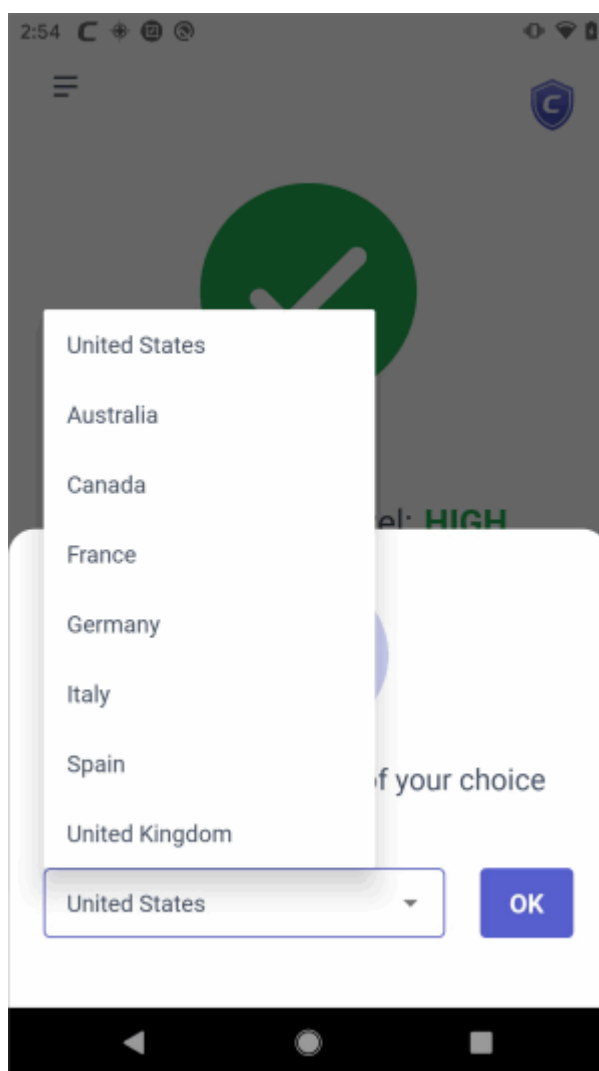 2:54
United States
Australia
Canada
el: HIGH
France
Germany
Italy
Spain
f your choice
United Kingdom
United States
OK